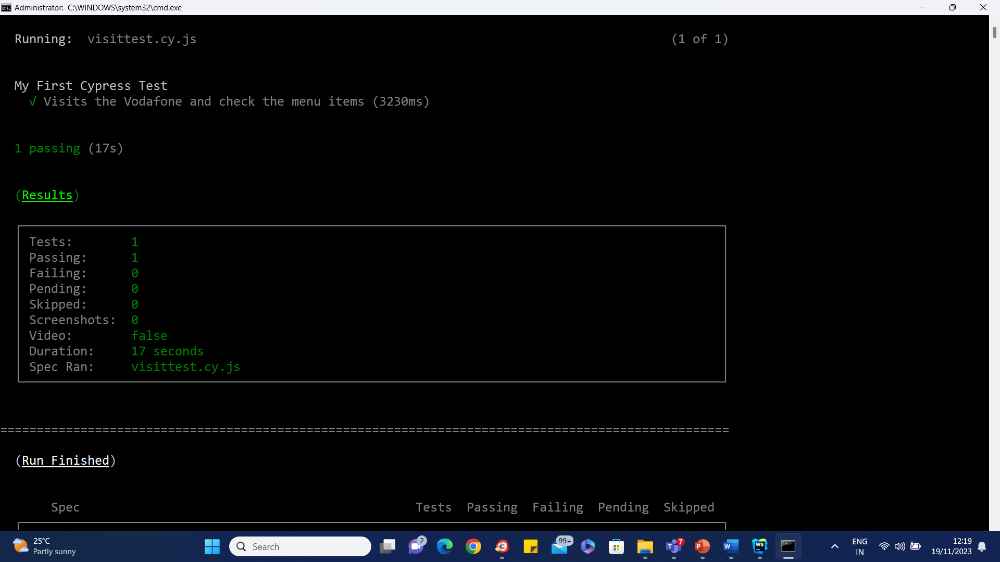 Administrator: C:\WINDOWS\system32\cmd.exe
Running: visittest.cy.js (1 of 1)
My First Cypress Test
√ Visits the Vodafone and check the menu items (3230ms)
1 passing (17s)
(Results)
Tests: 1
Passing: 1
Failing: 0
Pending: 0
Skipped: 0
Screenshots: 0
Video: false
Duration: 17 seconds
Spec Ran: visittest.cy.js
====================================================================================================
(Run Finished)
Spec Tests Passing Failing Pending Skipped
25°C
Partly sunny
Search
2
99+
7
P
W
WS
ENG
IN
12:19
19/11/2023